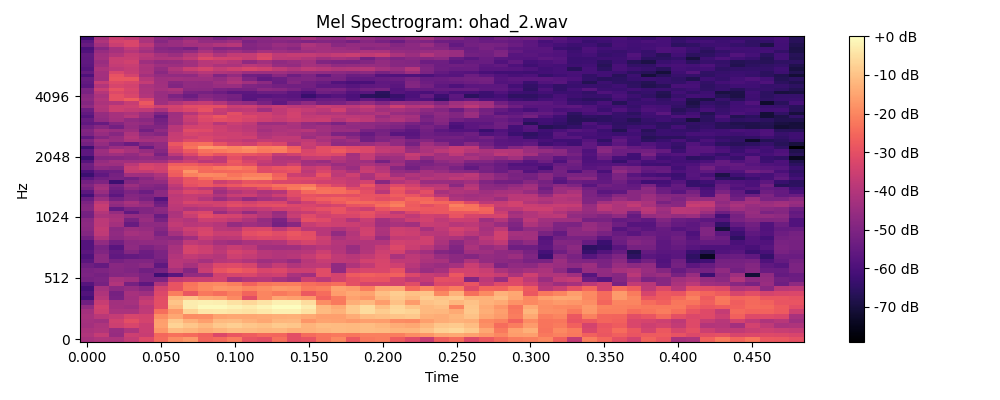 Mel Spectrogram: ohad_2.wav
+0 dB
-10 dB
-20 dB
-30 dB
-40 dB
-50 dB
-60 dB
-70 dB
4096
2048
1024
512
0
Hz
0.000 0.050 0.100 0.150 0.200 0.250 0.300 0.350 0.400 0.450
Time